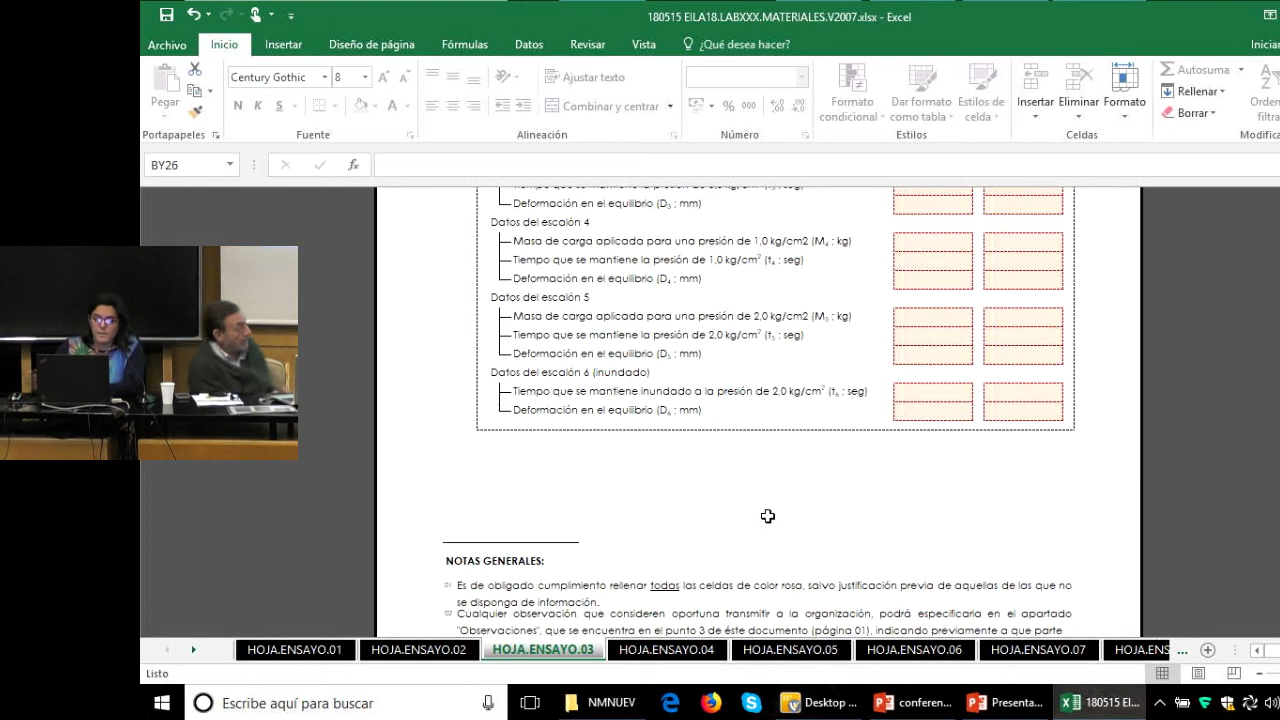 180515 EILA18.LABXXX.MATERIALES.V2007.xlsx - Excel
Archivo Inicio Insertar Diseño de página Fórmulas Datos Revisar Vista ¿Qué desea hacer? Iniciar
Pegar
Century Gothic 8
N K S
Ajustar texto
Combinar y centrar
% 000
Formato condicional
Dar formato como tabla
Estilos de celda
Insertar Eliminar Formato
Autosuma
Rellenar
Borrar
Portapapeles Fuente Alineación Número Estilos Celdas
BY26 fx
Deformación en el equilibrio (D3 ; mm)
Datos del escalón 4
Masa de carga aplicada para una presión de 1,0 kg/cm2 (M4 ; kg)
Tiempo que se mantiene la presión de 1,0 kg/cm² (t4 ; seg)
Deformación en el equilibrio (D4 ; mm)
Datos del escalón 5
Masa de carga aplicada para una presión de 2,0 kg/cm2 (M5 ; kg)
Tiempo que se mantiene la presión de 2,0 kg/cm² (t5 ; seg)
Deformación en el equilibrio (D5 ; mm)
Datos del escalón 6 (inundado)
Tiempo que se mantiene inundado a la presión de 2,0 kg/cm² (t6 ; seg)
Deformación en el equilibrio (D6 ; mm)
NOTAS GENERALES:
01 Es de obligado cumplimiento rellenar todas las celdas de color rosa, salvo justificación previa de aquellas de las que no
se disponga de información.
02 Cualquier observación que consideren oportuna transmitir a la organización, podrá especificarla en el apartado
"Observaciones", que se encuentra en el punto 3 de éste documento (página 01), indicando previamente a que parte
HOJA.ENSAYO.01 HOJA.ENSAYO.02 HOJA.ENSAYO.03 HOJA.ENSAYO.04 HOJA.ENSAYO.05 HOJA.ENSAYO.06 HOJA.ENSAYO.07 HOJA.ENS ...
Listo
Escribe aquí para buscar NMNUEV Desktop ... conferen... Presenta... 180515 EI...